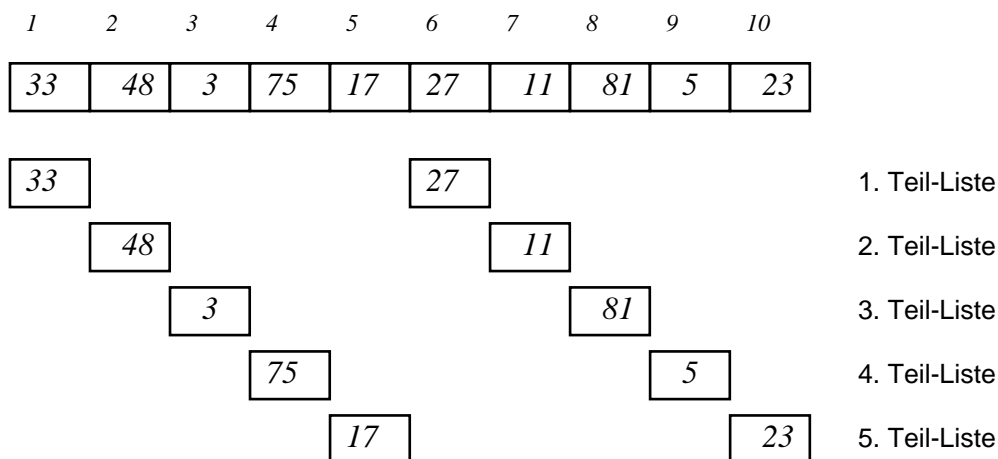 1 2 3 4 5 6 7 8 9 10
33 48 3 75 17 27 11 81 5 23
33 27 1. Teil-Liste
48 11 2. Teil-Liste
3 81 3. Teil-Liste
75 5 4. Teil-Liste
17 23 5. Teil-Liste